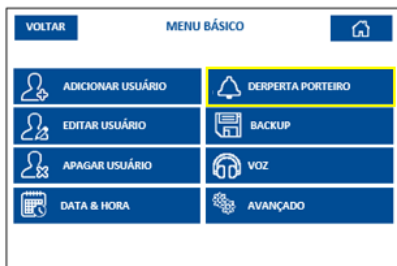 VOLTAR
MENU BÁSICO
ADICIONAR USUÁRIO
DERPERTA PORTEIRO
EDITAR USUÁRIO
BACKUP
APAGAR USUÁRIO
VOZ
DATA & HORA
AVANÇADO